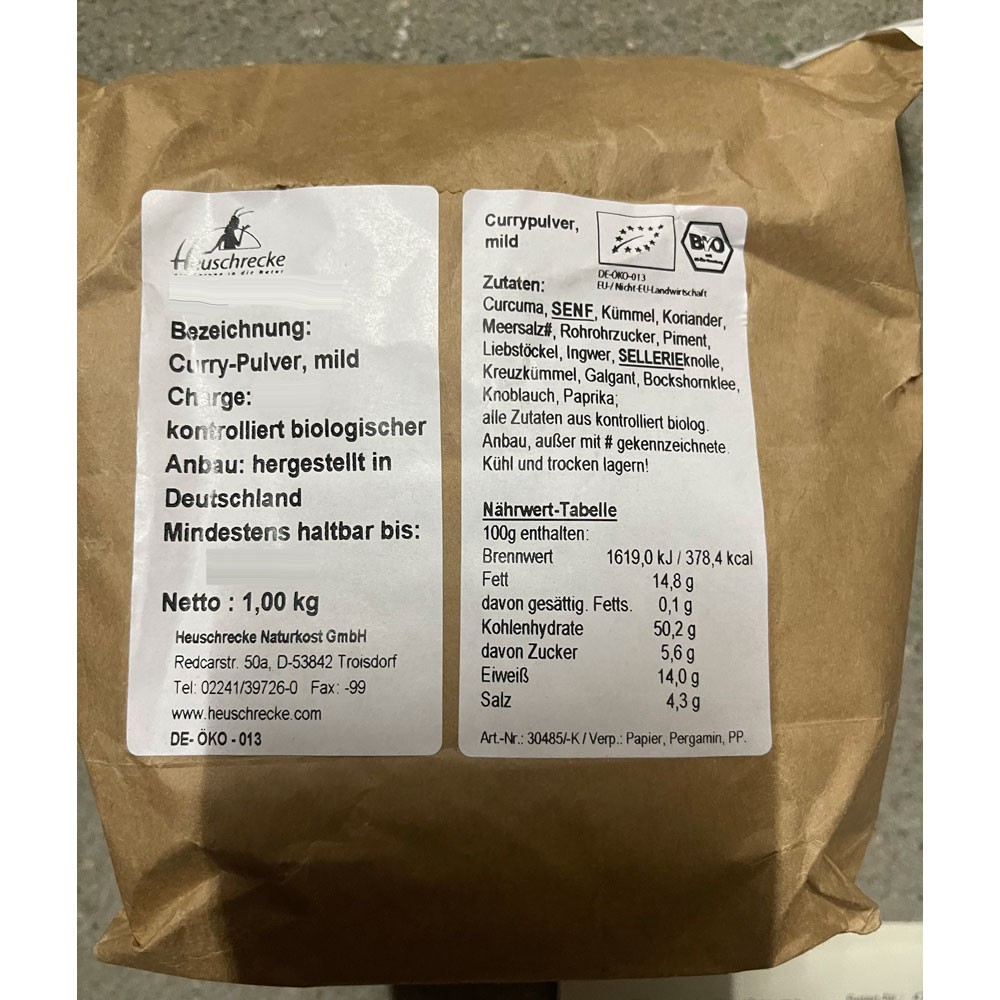 Heuschrecke
Bezeichnung:
Curry-Pulver, mild
Charge:
kontrolliert biologischer
Anbau: hergestellt in
Deutschland
Mindestens haltbar bis:
Netto : 1,00 kg
Heuschrecke Naturkost GmbH
Redcarstr. 50a, D-53842 Troisdorf
Tel: 02241/39726-0 Fax: -99
www.heuschrecke.com
DE- ÖKO - 013
Currypulver,
mild
BIO
DE-ÖKO-013
EU-/ Nicht-EU-Landwirtschaft
Zutaten:
Curcuma, SENF, Kümmel, Koriander,
Meersalz#, Rohrohrzucker, Piment,
Liebstöckel, Ingwer, SELLERIEknolle,
Kreuzkümmel, Galgant, Bockshornklee,
Knoblauch, Paprika;
alle Zutaten aus kontrolliert biolog.
Anbau, außer mit # gekennzeichnete.
Kühl und trocken lagern!
Nährwert-Tabelle
100g enthalten:
Brennwert 1619,0 kJ / 378,4 kcal
Fett 14,8 g
davon gesättig. Fetts. 0,1 g
Kohlenhydrate 50,2 g
davon Zucker 5,6 g
Eiweiß 14,0 g
Salz 4,3 g
Art.-Nr.: 30485/-K / Verp.: Papier, Pergamin, PP.